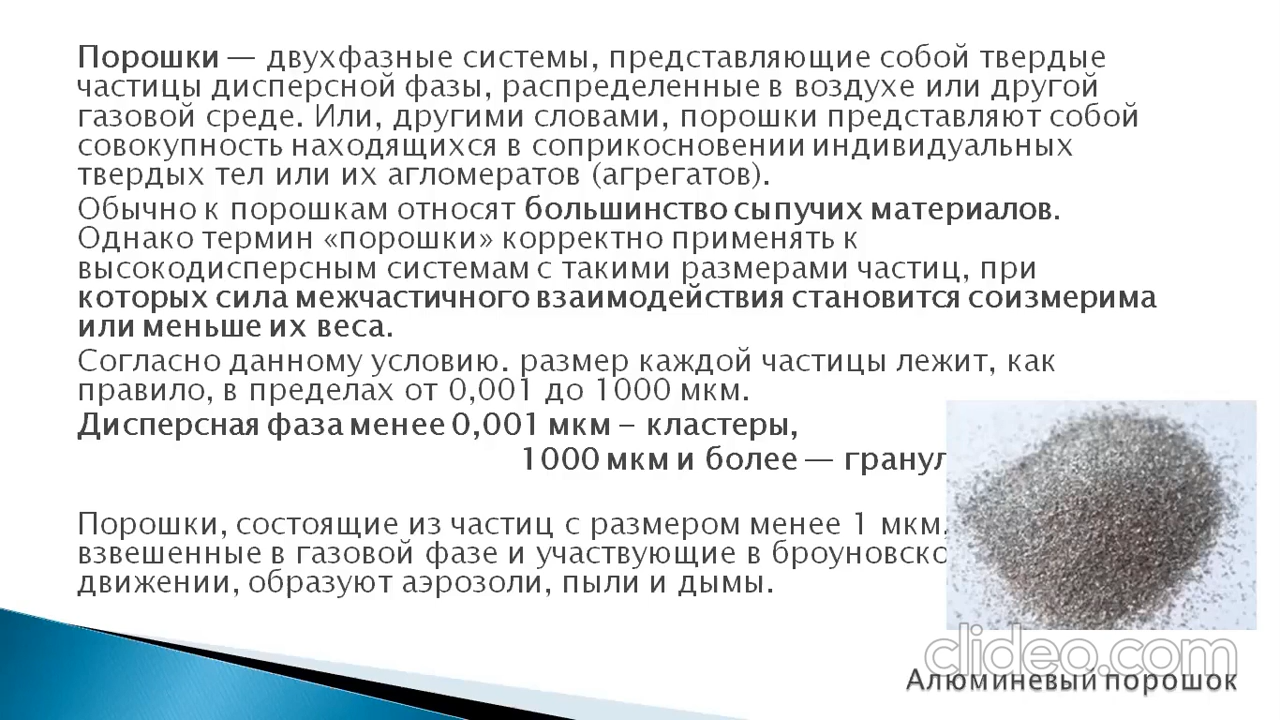 Порошки — двухфазные системы, представляющие собой твердые
частицы дисперсной фазы, распределенные в воздухе или другой
газовой среде. Или, другими словами, порошки представляют собой
совокупность находящихся в соприкосновении индивидуальных
твердых тел или их агломератов (агрегатов).
Обычно к порошкам относят большинство сыпучих материалов.
Однако термин «порошки» корректно применять к
высокодисперсным системам с такими размерами частиц, при
которых сила межчастичного взаимодействия становится соизмерима
или меньше их веса.
Согласно данному условию. размер каждой частицы лежит, как
правило, в пределах от 0,001 до 1000 мкм.
Дисперсная фаза менее 0,001 мкм – кластеры,
1000 мкм и более — гранул
Порошки, состоящие из частиц с размером менее 1 мкм,
взвешенные в газовой фазе и участвующие в броуновско
движении, образуют аэрозоли, пыли и дымы.
clideo.com
Алюминевый порошок